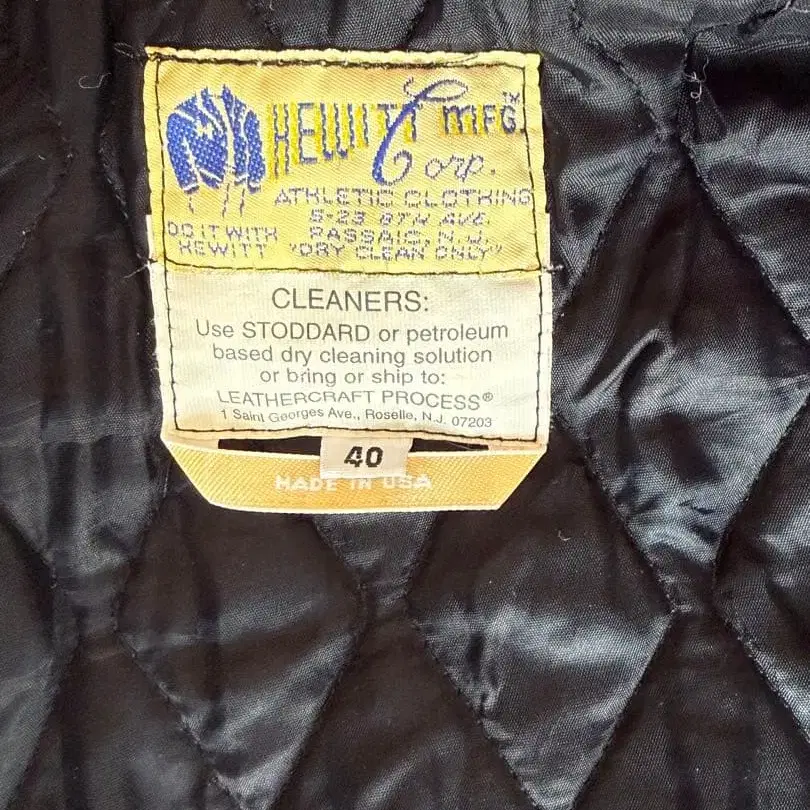 HEWITT MFG.
Corp.
ATHLETIC CLOTHING
5-23 8TH AVE.
PASSAIC, N.J.
DO IT WITH
HEWITT
"DRY CLEAN ONLY"
CLEANERS:
Use STODDARD or petroleum
based dry cleaning solution
or bring or ship to:
LEATHERCRAFT PROCESS®
1 Saint Georges Ave., Roselle, N.J. 07203
40
MADE IN USA